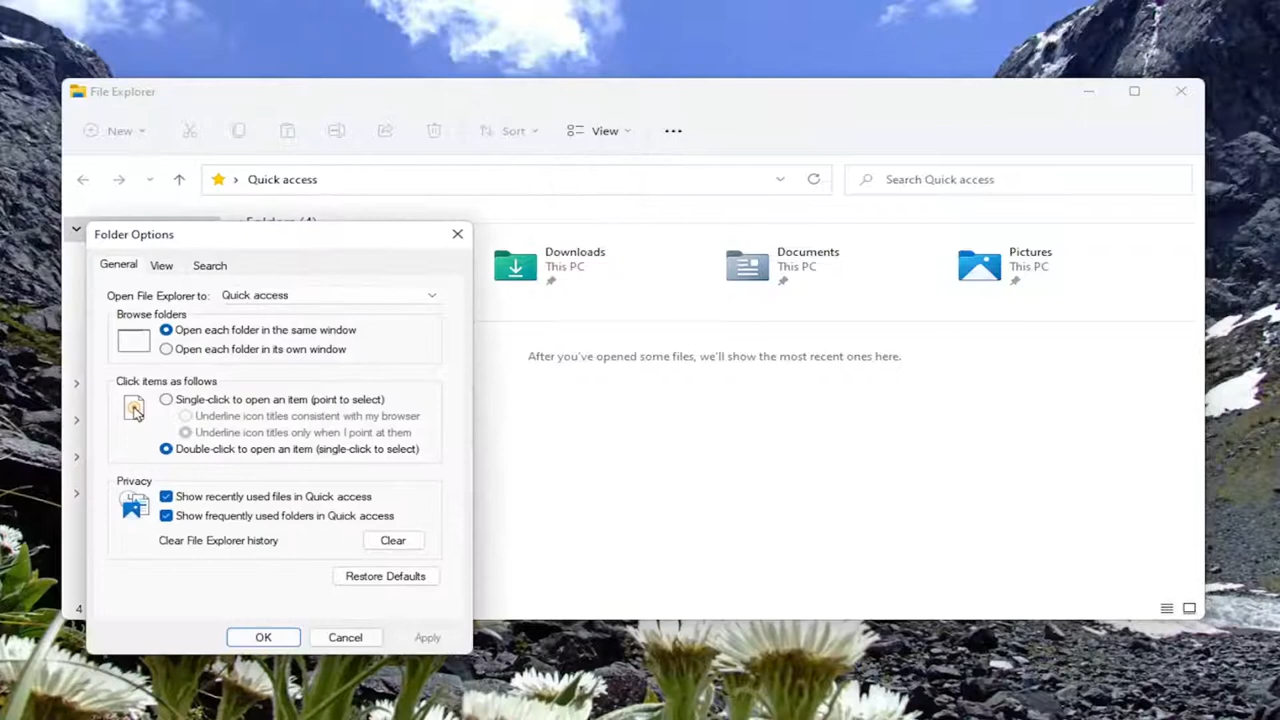 File Explorer
New
Sort
View
Quick access
Search Quick access
Folder Options
General View Search
Open File Explorer to: Quick access
Browse folders
Open each folder in the same window
Open each folder in its own window
Click items as follows
Single-click to open an item (point to select)
Underline icon titles consistent with my browser
Underline icon titles only when I point at them
Double-click to open an item (single-click to select)
Privacy
Show recently used files in Quick access
Show frequently used folders in Quick access
Clear File Explorer history Clear
Restore Defaults
OK Cancel Apply
Folders (4)
Downloads
This PC
Documents
This PC
Pictures
This PC
After you've opened some files, we'll show the most recent ones here.
4